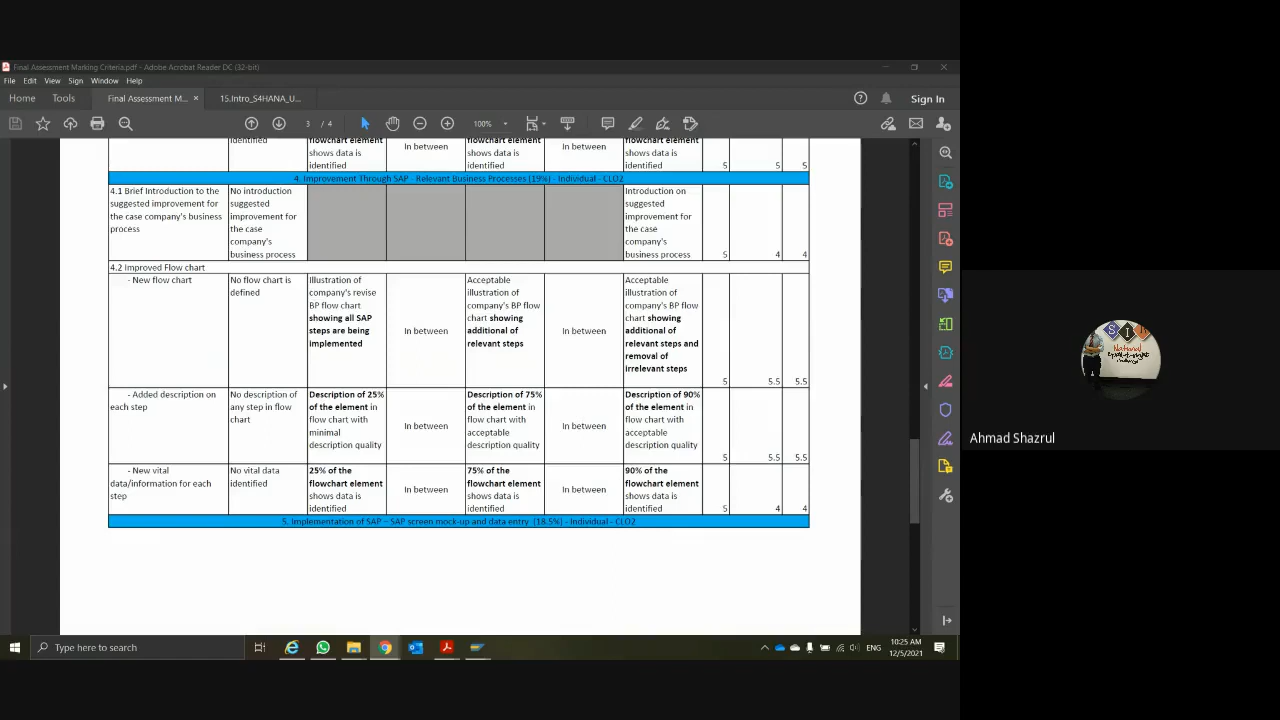 Final Assessment Marking Criteria.pdf - Adobe Acrobat Reader DC (32-bit)
File Edit View Sign Window Help
Home Tools Final Assessment M... × 15.Intro_S4HANA_U... Sign In
3 / 4 100%
identified flowchart element In between flowchart element In between flowchart element
shows data is shows data is shows data is
identified identified identified 5 5 5
4. Improvement Through SAP - Relevant Business Processes (19%) - Individual - CLO2
4.1 Brief Introduction to the No introduction Introduction on
suggested improvement for suggested suggested
the case company's business improvement for improvement for
process the case the case
company's company's
business process business process 5 4 4
4.2 Improved Flow chart
- New flow chart No flow chart is Illustration of Acceptable Acceptable
defined company's revise illustration of illustration of
BP flow chart company's BP flow company's BP flow
showing all SAP chart showing chart showing
steps are being In between additional of In between additional of
implemented relevant steps relevant steps and
removal of
irrelevant steps
5 5.5 5.5
- Added description on No description of Description of 25% Description of 75% Description of 90%
each step any step in flow of the element in of the element in of the element in
chart flow chart with In between flow chart with In between flow chart with
minimal acceptable acceptable
description quality description quality description quality
5 5.5 5.5
- New vital No vital data 25% of the 75% of the 90% of the
data/information for each identified flowchart element In between flowchart element In between flowchart element
step shows data is shows data is shows data is
identified identified identified 5 4 4
5. Implementation of SAP – SAP screen mock-up and data entry (18.5%) - Individual - CLO2
National
Ahmad Shazrul
Type here to search ENG 10:25 AM
12/5/2021